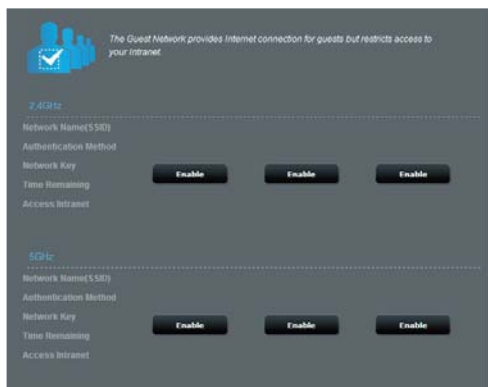 The Guest Network provides Internet connection for guests but restricts access to
your Intranet.
2.4GHz
Network Name(SSID)
Authentication Method
Network Key
Enable Enable Enable
Time Remaining
Access Intranet
5GHz
Network Name(SSID)
Authentication Method
Network Key
Enable Enable Enable
Time Remaining
Access Intranet